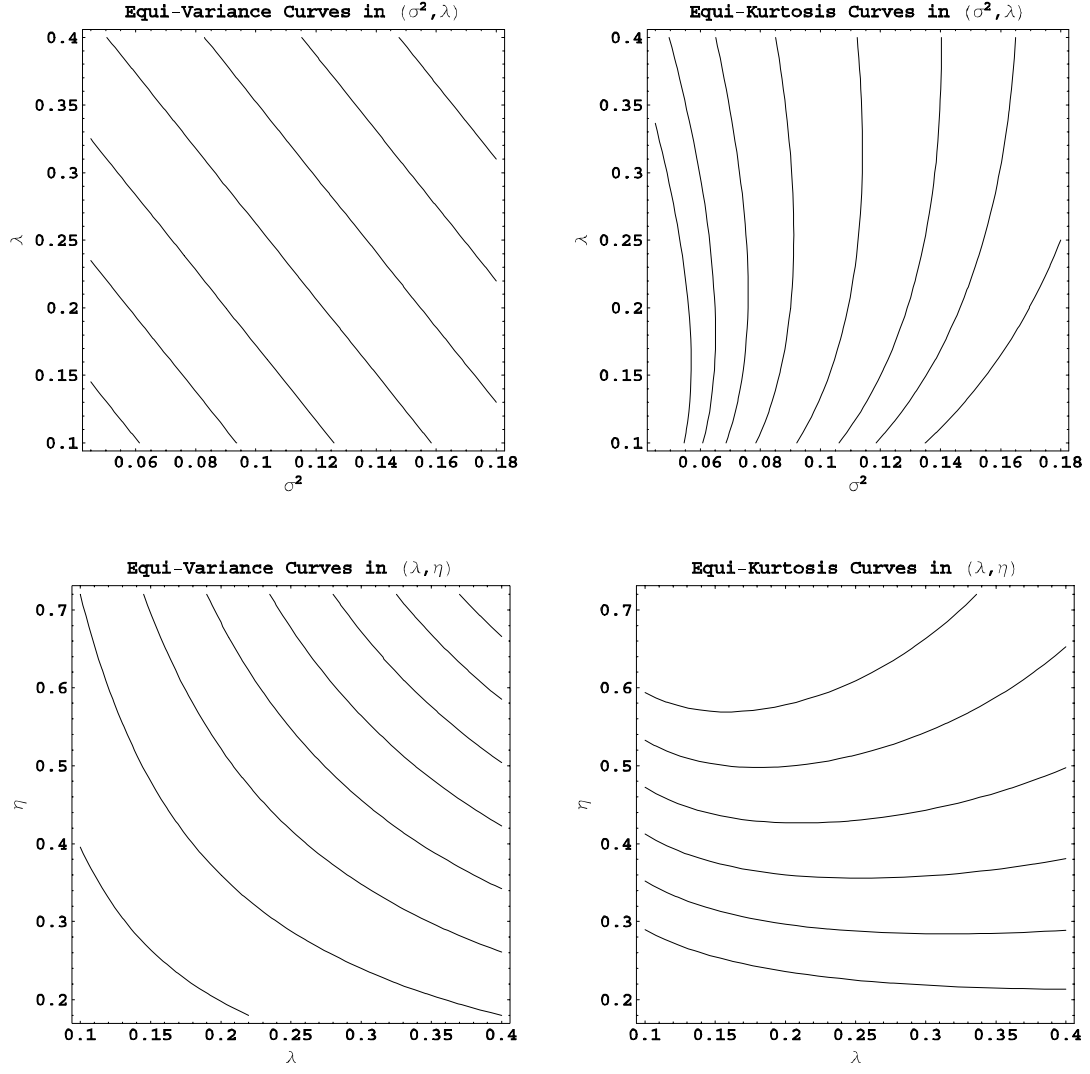 Equi-Variance Curves in (σ²,λ)
0.4
0.35
0.3
0.25
0.2
0.15
0.1
λ
0.06 0.08 0.1 0.12 0.14 0.16 0.18
σ²
Equi-Kurtosis Curves in (σ²,λ)
0.4
0.35
0.3
0.25
0.2
0.15
0.1
λ
0.06 0.08 0.1 0.12 0.14 0.16 0.18
σ²
Equi-Variance Curves in (λ,η)
0.7
0.6
0.5
0.4
0.3
0.2
η
0.1 0.15 0.2 0.25 0.3 0.35 0.4
λ
Equi-Kurtosis Curves in (λ,η)
0.7
0.6
0.5
0.4
0.3
0.2
η
0.1 0.15 0.2 0.25 0.3 0.35 0.4
λ